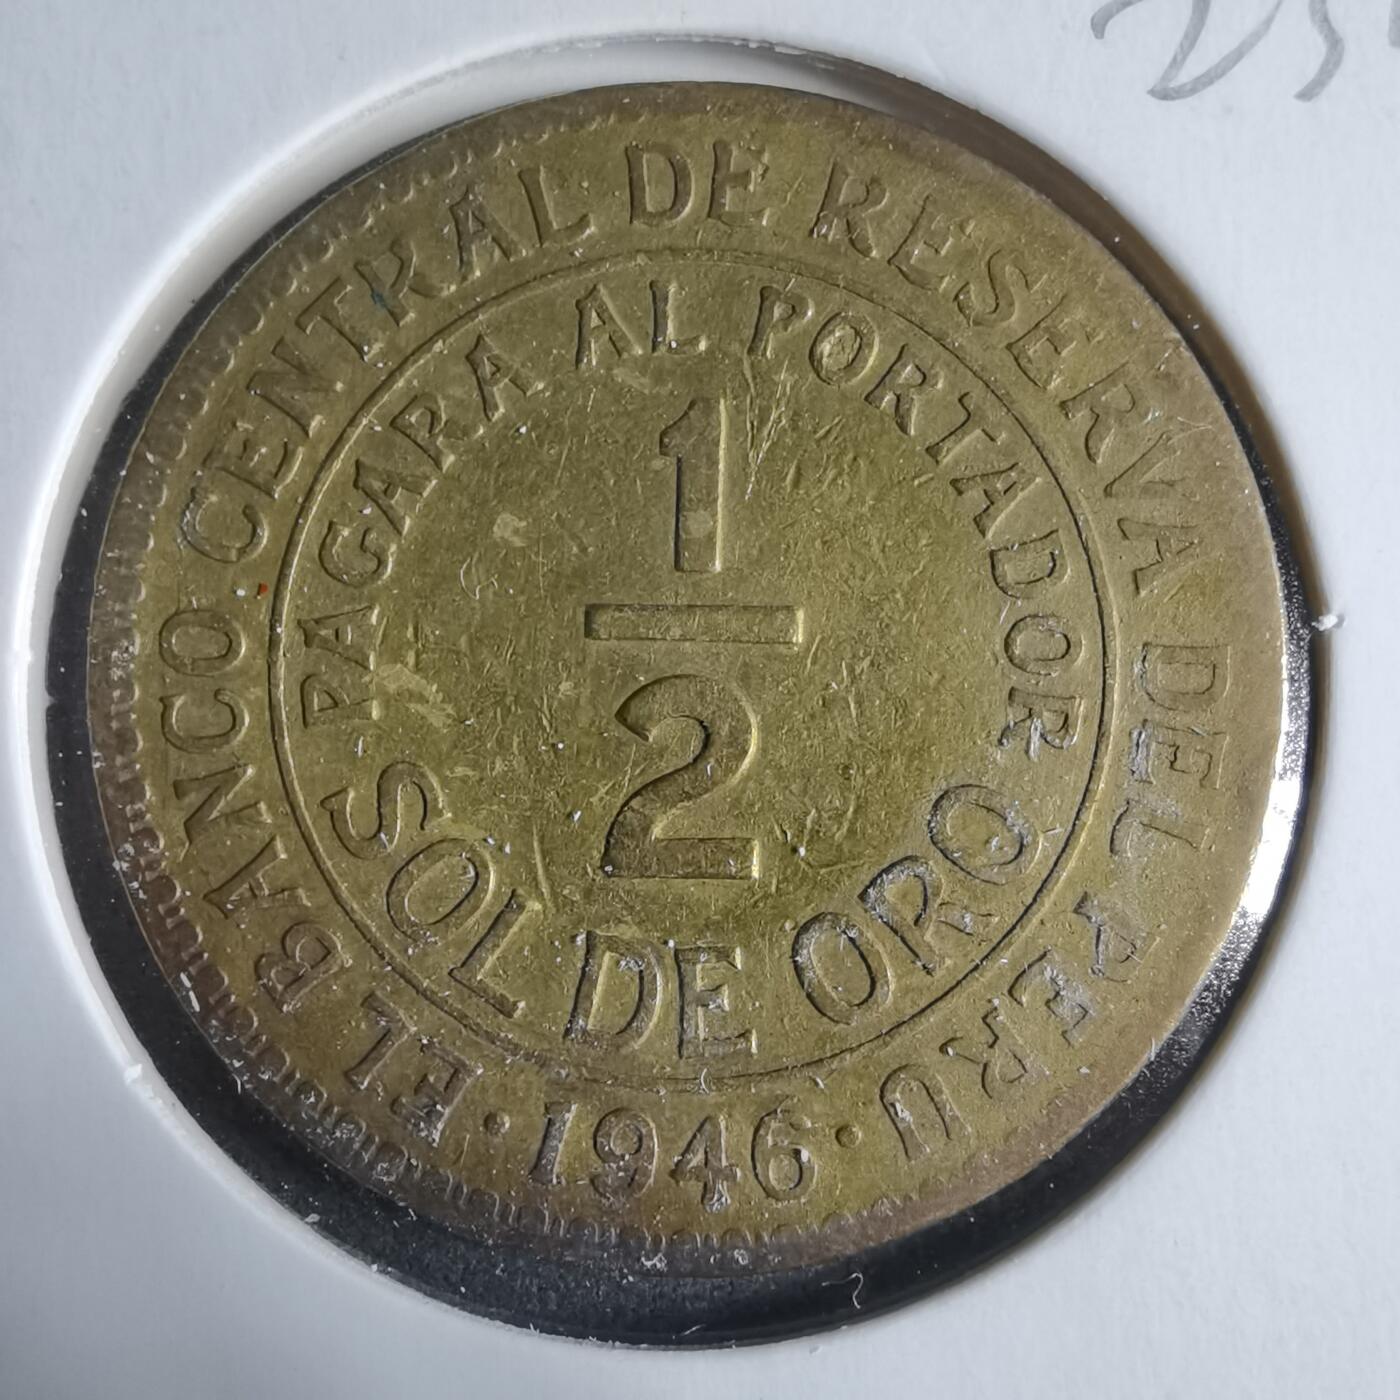 EL BANCO CENTRAL DE RESERVA DEL PERU
PAGARA AL PORTADOR
1
2
SOL DE ORO
· 1946 ·